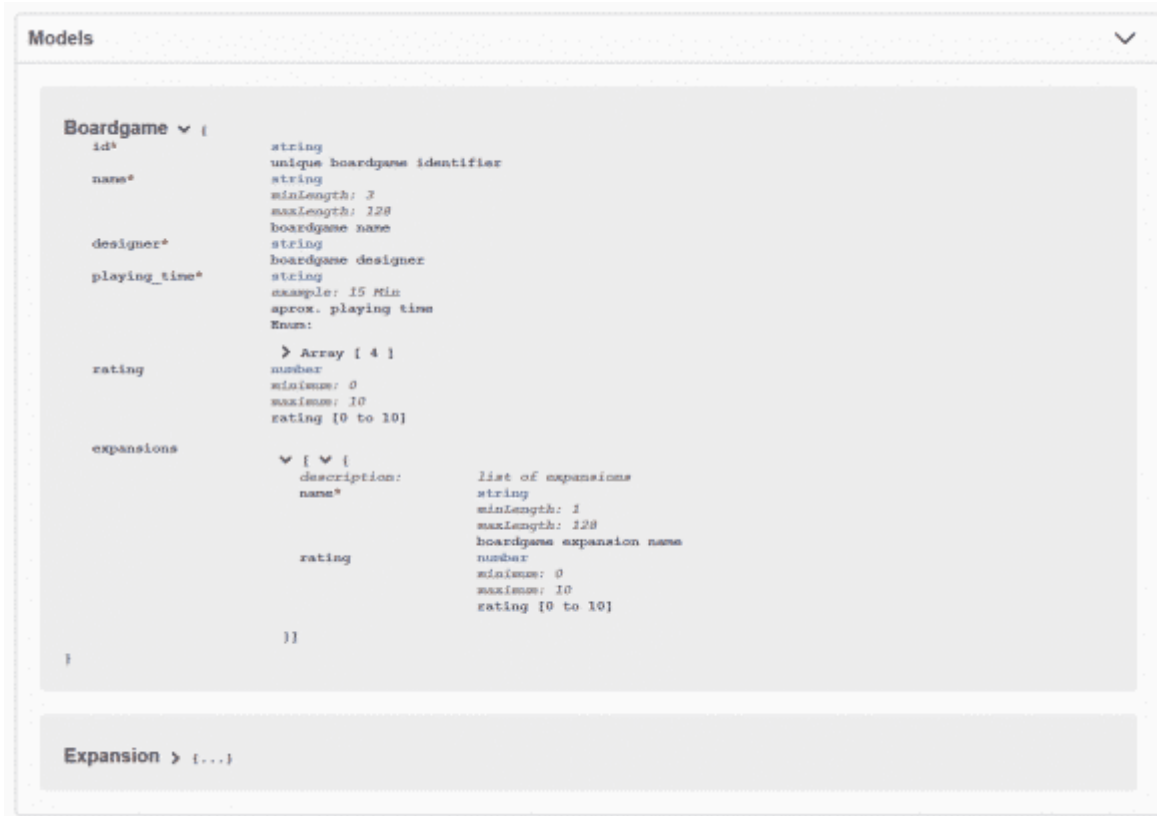 Models
Boardgame {
id* string
unique boardgame identifier
name* string
minLength: 3
maxLength: 128
boardgame name
designer* string
boardgame designer
playing_time* string
example: 15 Min
aprox. playing time
Enum:
Array [ 4 ]
rating number
minimum: 0
maximum: 10
rating [0 to 10]
expansions [ {
description: list of expansions
name* string
minLength: 1
maxLength: 128
boardgame expansion name
rating number
minimum: 0
maximum: 10
rating [0 to 10]
}]
}
Expansion {...}